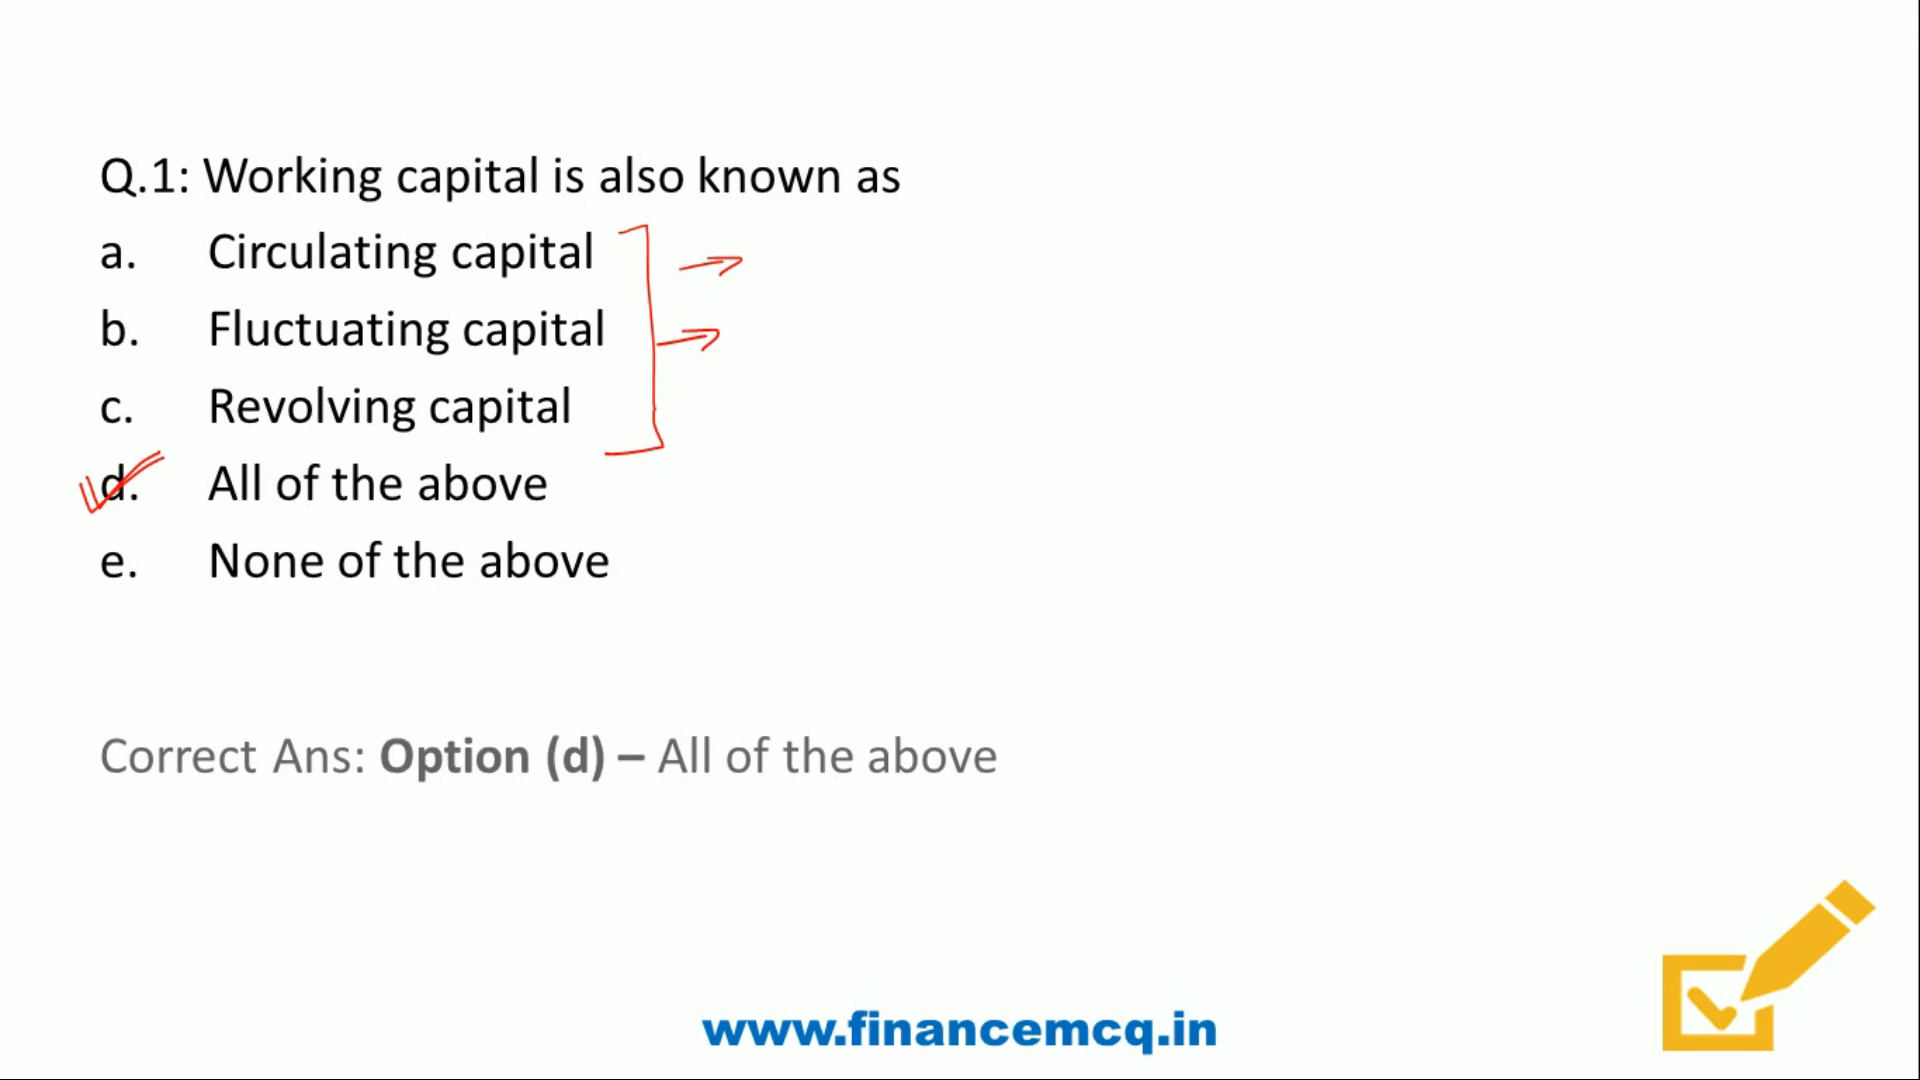 Q.1: Working capital is also known as
a. Circulating capital
b. Fluctuating capital
c. Revolving capital
d. All of the above
e. None of the above
Correct Ans: Option (d) – All of the above
www.financemcq.in